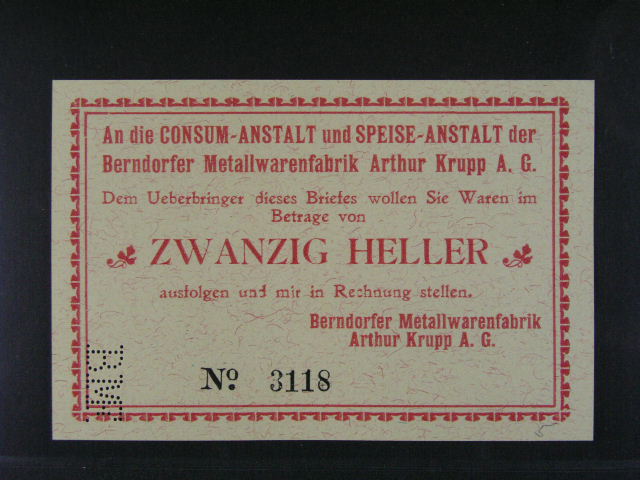 An die CONSUM-ANSTALT und SPEISE-ANSTALT der
Berndorfer Metallwarenfabrik Arthur Krupp A. G.
Dem Ueberbringer dieses Briefes wollen Sie Waren im
Betrage von
ZWANZIG HELLER
ausfolgen und mir in Rechnung stellen.
Berndorfer Metallwarenfabrik
Arthur Krupp A. G.
No. 3118